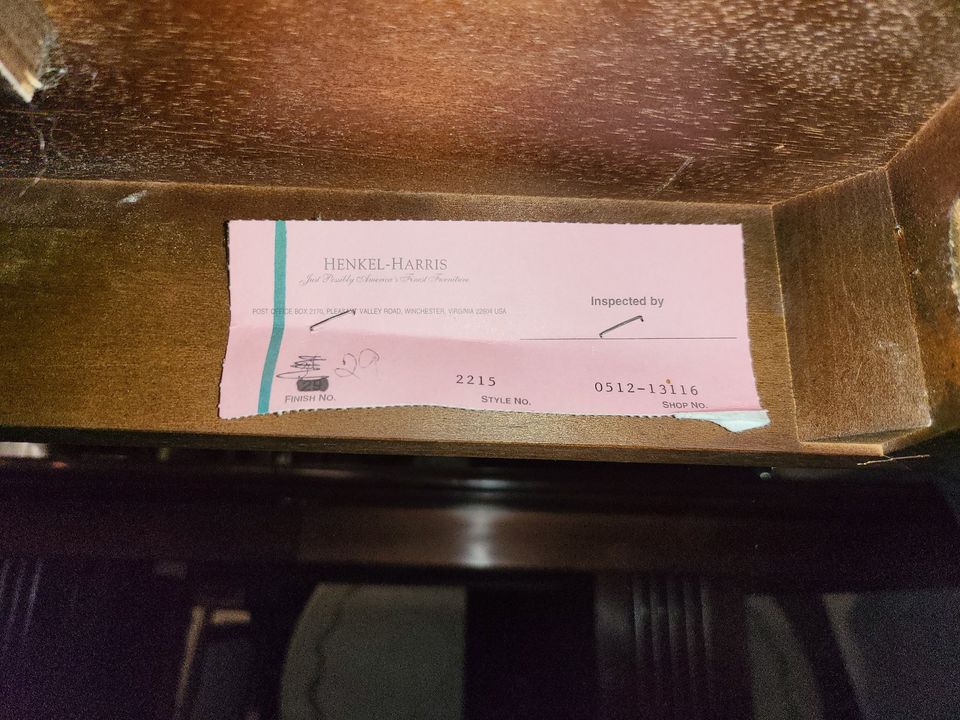 HENKEL-HARRIS
Just Possibly America's Finest Furniture
POST OFFICE BOX 2170, PLEASANT VALLEY ROAD, WINCHESTER, VIRGINIA 22604 USA
Inspected by
29
2215
0512-13116
FINISH NO.
STYLE NO.
SHOP NO.